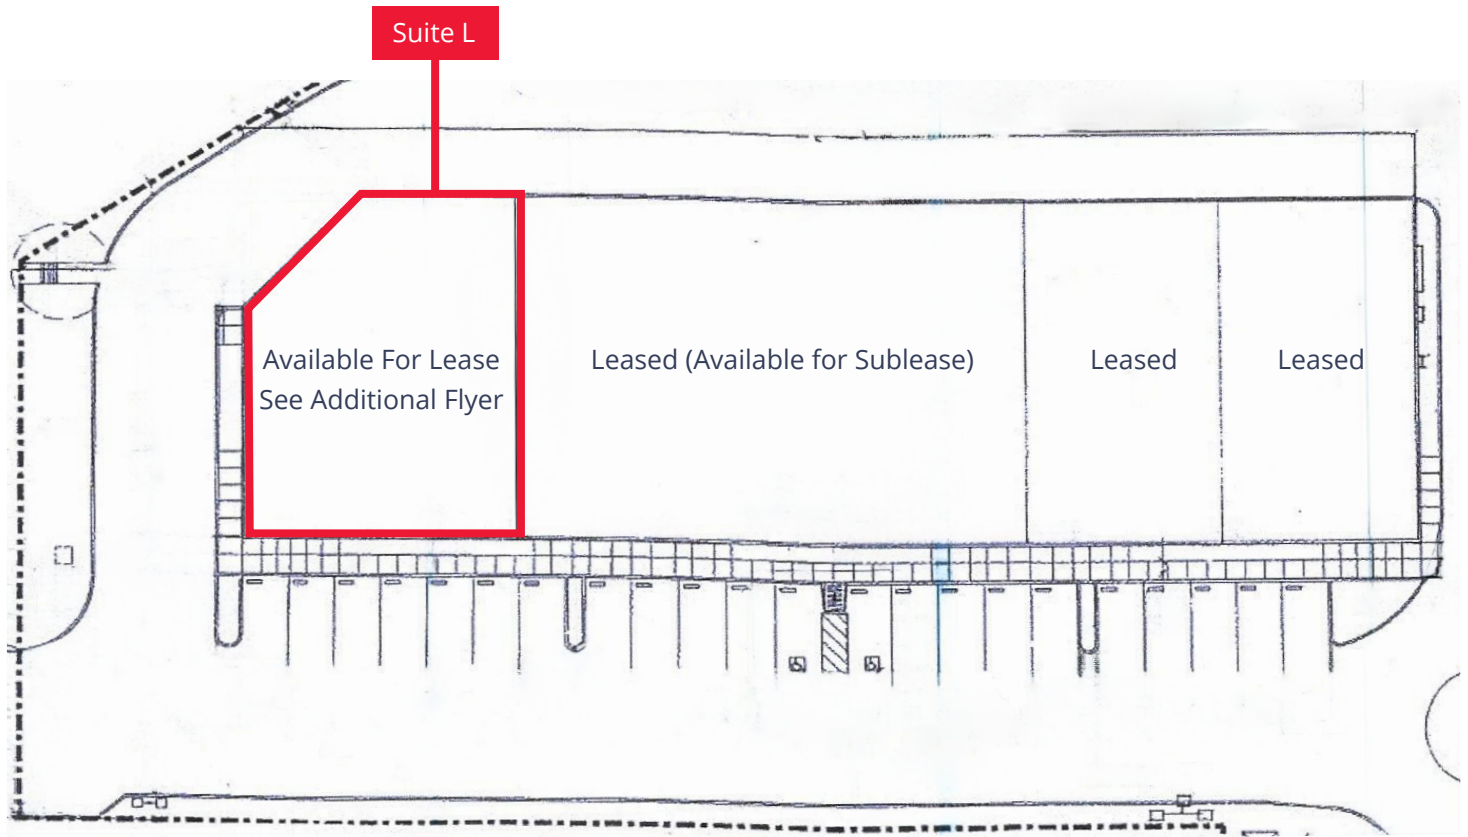 Suite L
Available For Lease
See Additional Flyer
Leased (Available for Sublease)
Leased
Leased